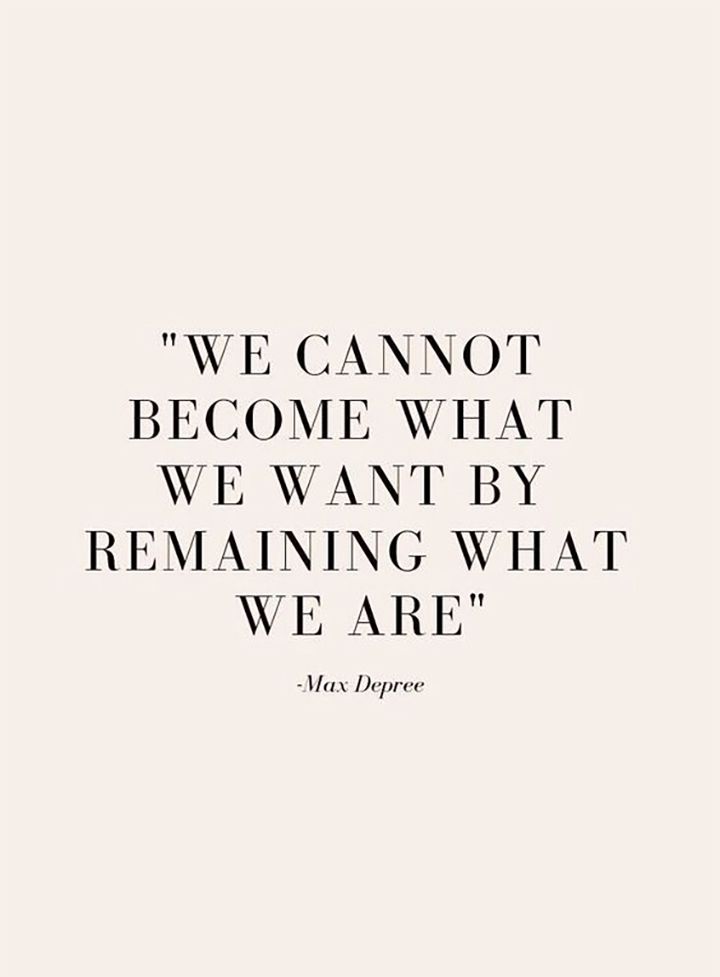 "WE CANNOT
BECOME WHAT
WE WANT BY
REMAINING WHAT
WE ARE"
-Max Depree